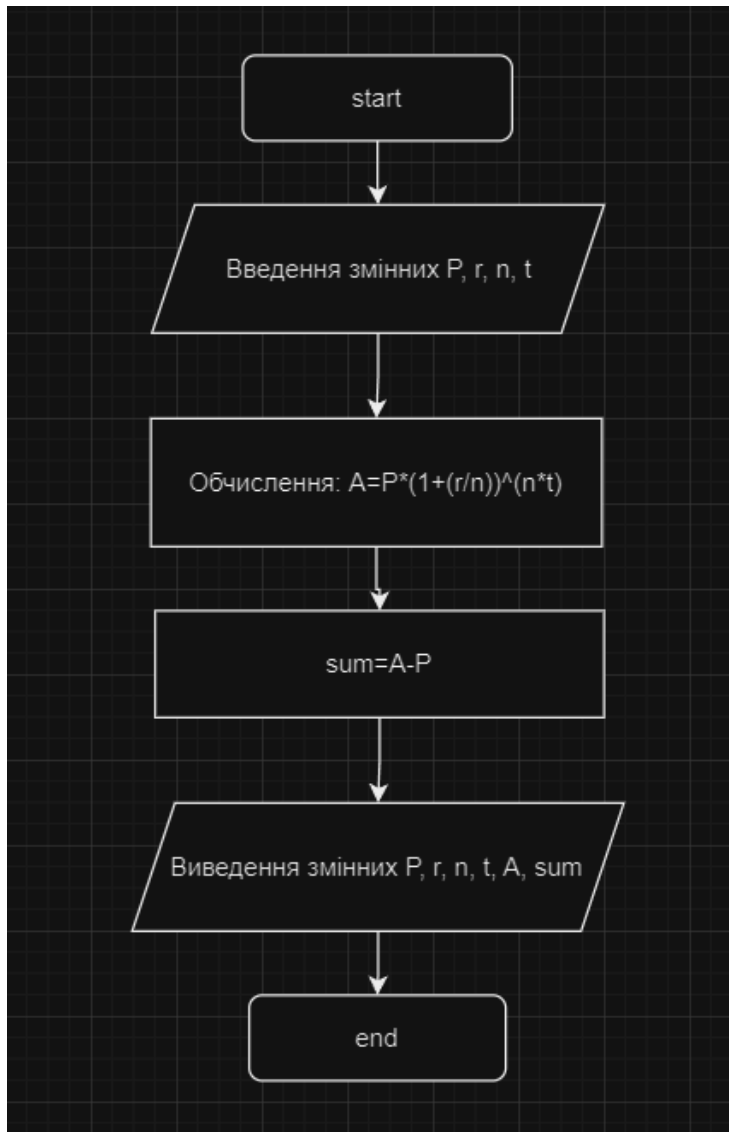 start
Введення змінних P, r, n, t
Обчислення: A=P*(1+(r/n))^(n*t)
sum=A-P
Виведення змінних P, r, n, t, A, sum
end